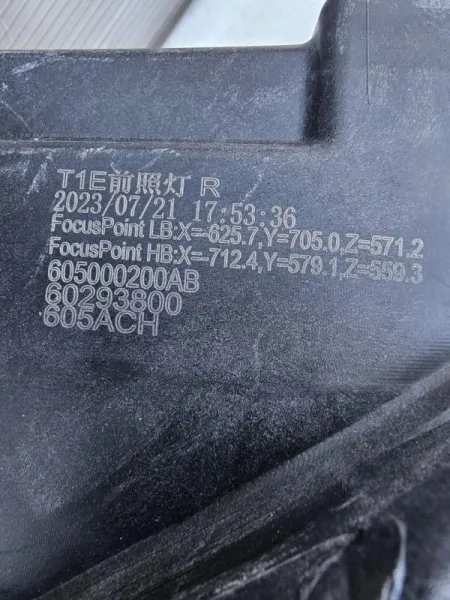 T1E前照灯 R
2023/07/21 17:53:36
FocusPoint LB:X=-625.7,Y=705.0,Z=571.2
FocusPoint HB:X=-712.4,Y=579.1,Z=559.3
605000200AB
60293800
605ACH